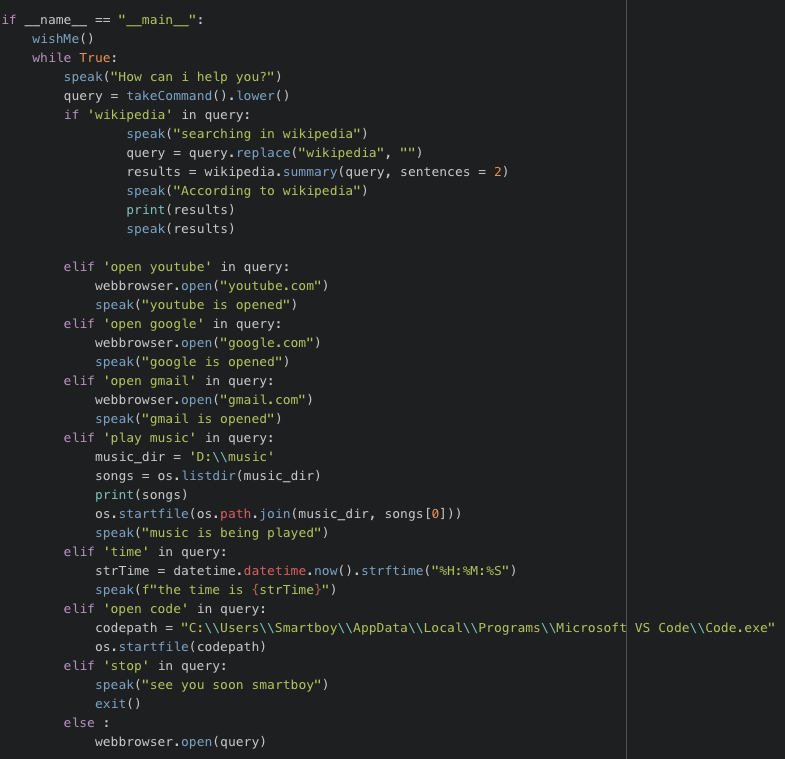 if __name__ == "__main__":
    wishMe()
    while True:
        speak("How can i help you?")
        query = takeCommand().lower()
        if 'wikipedia' in query:
                speak("searching in wikipedia")
                query = query.replace("wikipedia", "")
                results = wikipedia.summary(query, sentences = 2)
                speak("According to wikipedia")
                print(results)
                speak(results)

        elif 'open youtube' in query:
            webbrowser.open("youtube.com")
            speak("youtube is opened")
        elif 'open google' in query:
            webbrowser.open("google.com")
            speak("google is opened")
        elif 'open gmail' in query:
            webbrowser.open("gmail.com")
            speak("gmail is opened")
        elif 'play music' in query:
            music_dir = 'D:\\music'
            songs = os.listdir(music_dir)
            print(songs)
            os.startfile(os.path.join(music_dir, songs[0]))
            speak("music is being played")
        elif 'time' in query:
            strTime = datetime.datetime.now().strftime("%H:%M:%S")
            speak(f"the time is {strTime}")
        elif 'open code' in query:
            codepath = "C:\\Users\\Smartboy\\AppData\\Local\\Programs\\Microsoft VS Code\\Code.exe"
            os.startfile(codepath)
        elif 'stop' in query:
            speak("see you soon smartboy")
            exit()
        else :
            webbrowser.open(query)